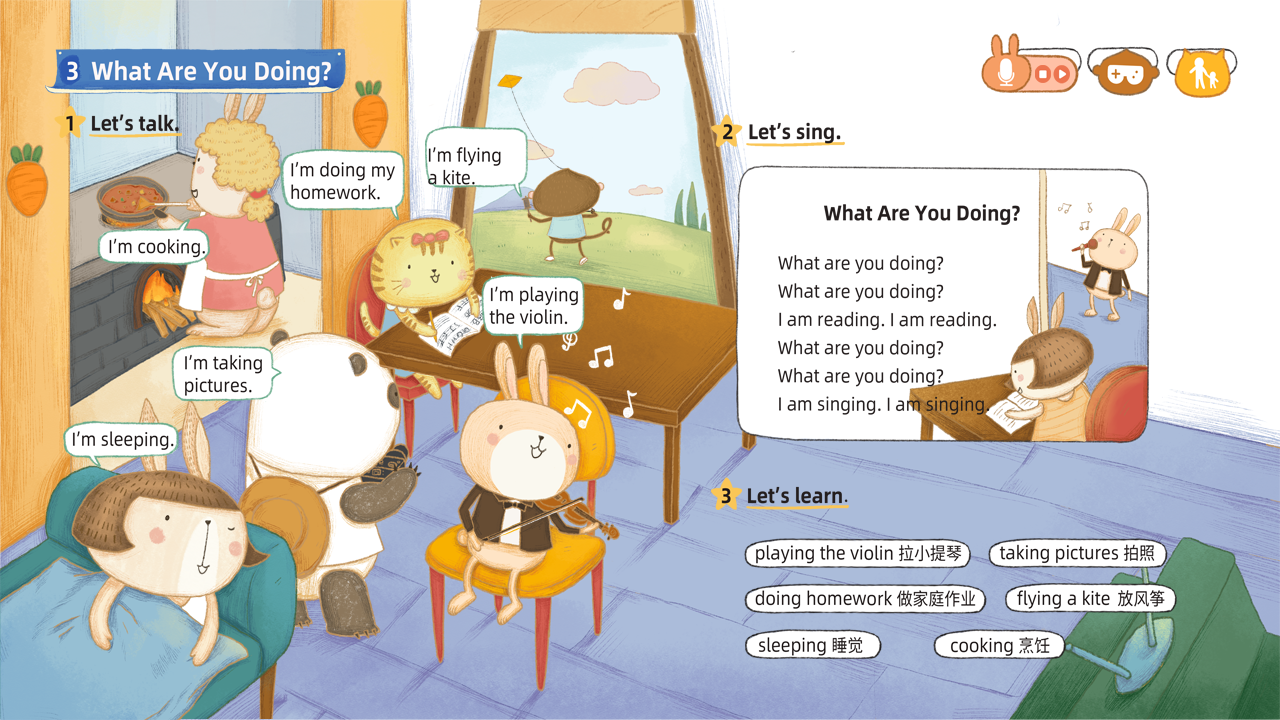 3 What Are You Doing?
1 Let's talk.
I'm doing my
homework.
I'm flying
a kite.
I'm cooking.
I'm playing
the violin.
I'm taking
pictures.
I'm sleeping.
2 Let's sing.
What Are You Doing?
What are you doing?
What are you doing?
I am reading. I am reading.
What are you doing?
What are you doing?
I am singing. I am singing.
3 Let's learn.
playing the violin 拉小提琴
taking pictures 拍照
doing homework 做家庭作业
flying a kite 放风筝
sleeping 睡觉
cooking 烹饪